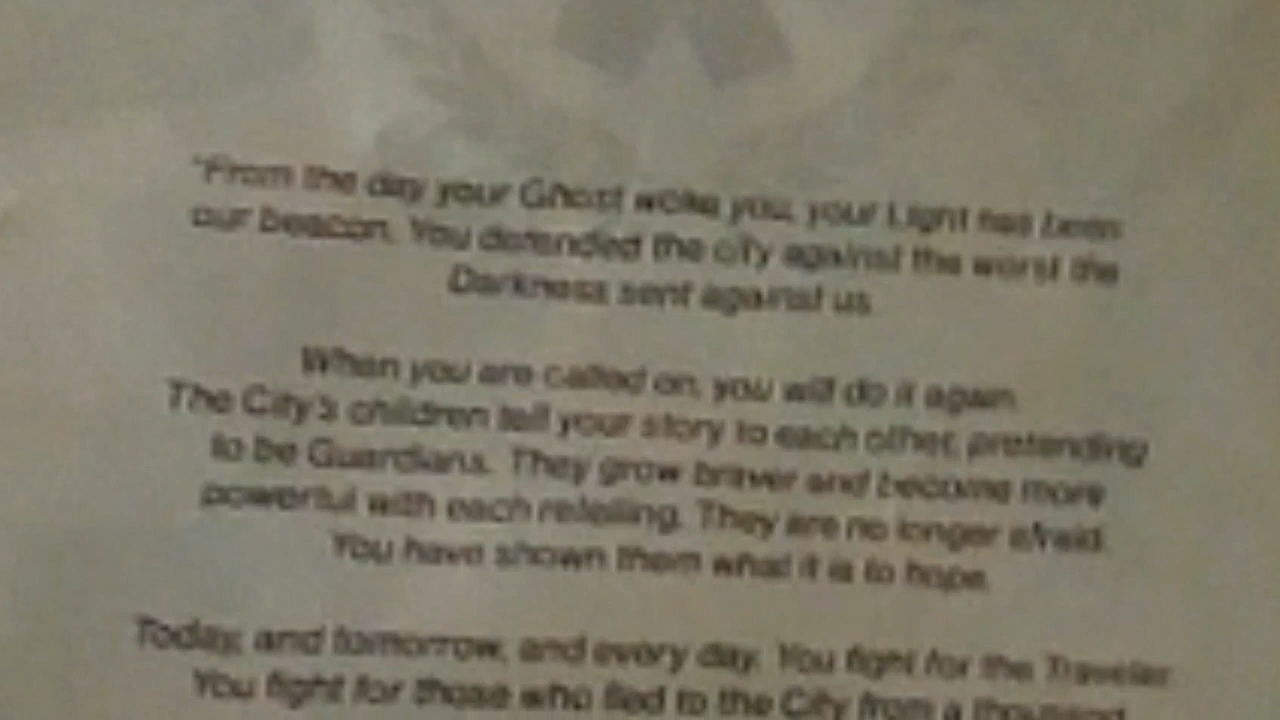 "From the day your Ghost woke you, your Light has been
our beacon. You defended the city against the worst the
Darkness sent against us.
When you are called on, you will do it again.
The City's children tell your story to each other, pretending
to be Guardians. They grow braver and become more
powerful with each retelling. They are no longer afraid.
You have shown them what it is to hope.
Today, and tomorrow, and every day. You fight for the Traveler.
You fight for those who fled to the City from a thousand